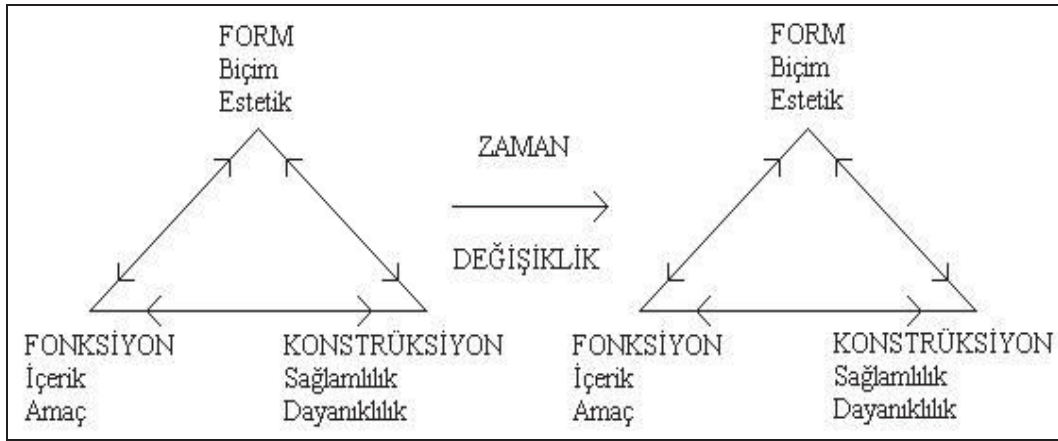 FORM
Biçim
Estetik
FONKSİYON
İçerik
Amaç
KONSTRÜKSİYON
Sağlamlılık
Dayanıklılık
ZAMAN
DEĞİŞİKLİK
FORM
Biçim
Estetik
FONKSİYON
İçerik
Amaç
KONSTRÜKSİYON
Sağlamlılık
Dayanıklılık